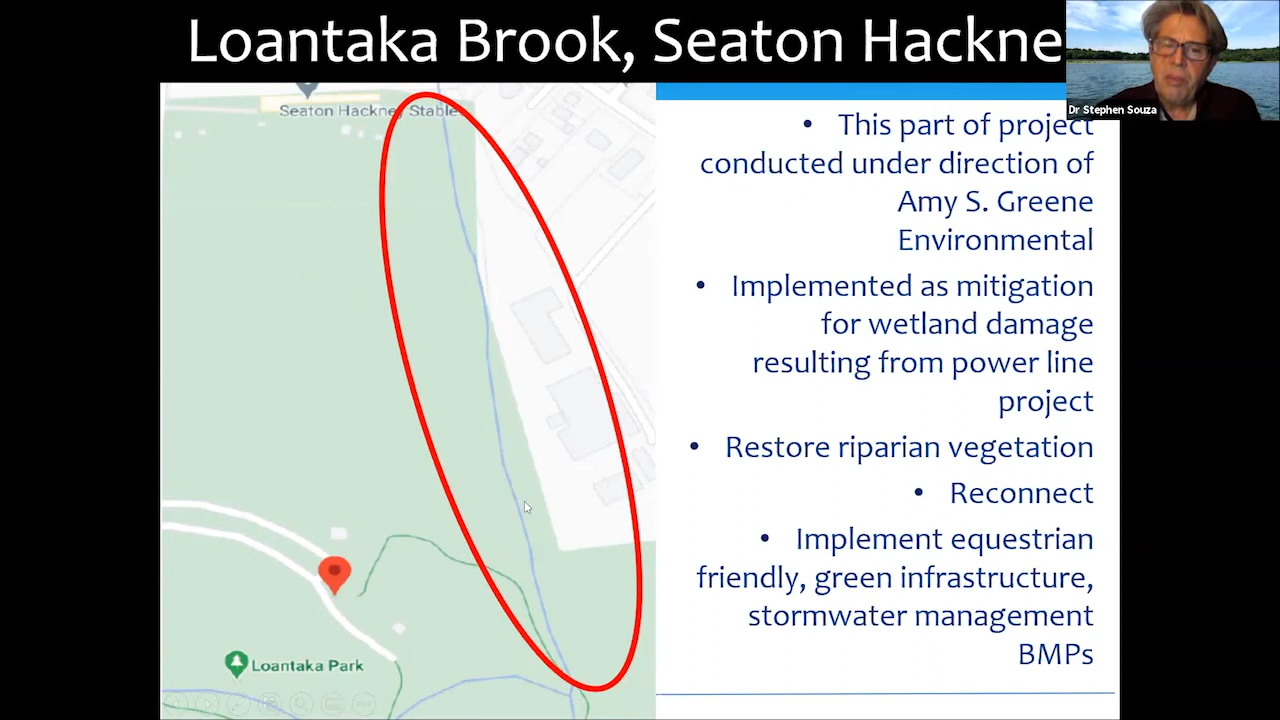 Loantaka Brook, Seaton Hackne
Dr Stephen Souza
Seaton Hackney Stable
Loantaka Park
• This part of project
conducted under direction of
Amy S. Greene
Environmental
• Implemented as mitigation
for wetland damage
resulting from power line
project
• Restore riparian vegetation
• Reconnect
• Implement equestrian
friendly, green infrastructure,
stormwater management
BMPs